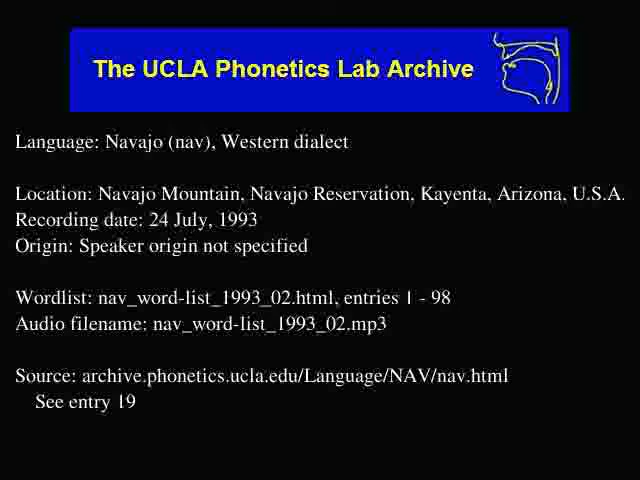 The UCLA Phonetics Lab Archive
Language: Navajo (nav), Western dialect
Location: Navajo Mountain, Navajo Reservation, Kayenta, Arizona, U.S.A.
Recording date: 24 July, 1993
Origin: Speaker origin not specified
Wordlist: nav_word-list_1993_02.html, entries 1 - 98
Audio filename: nav_word-list_1993_02.mp3
Source: archive.phonetics.ucla.edu/Language/NAV/nav.html
See entry 19